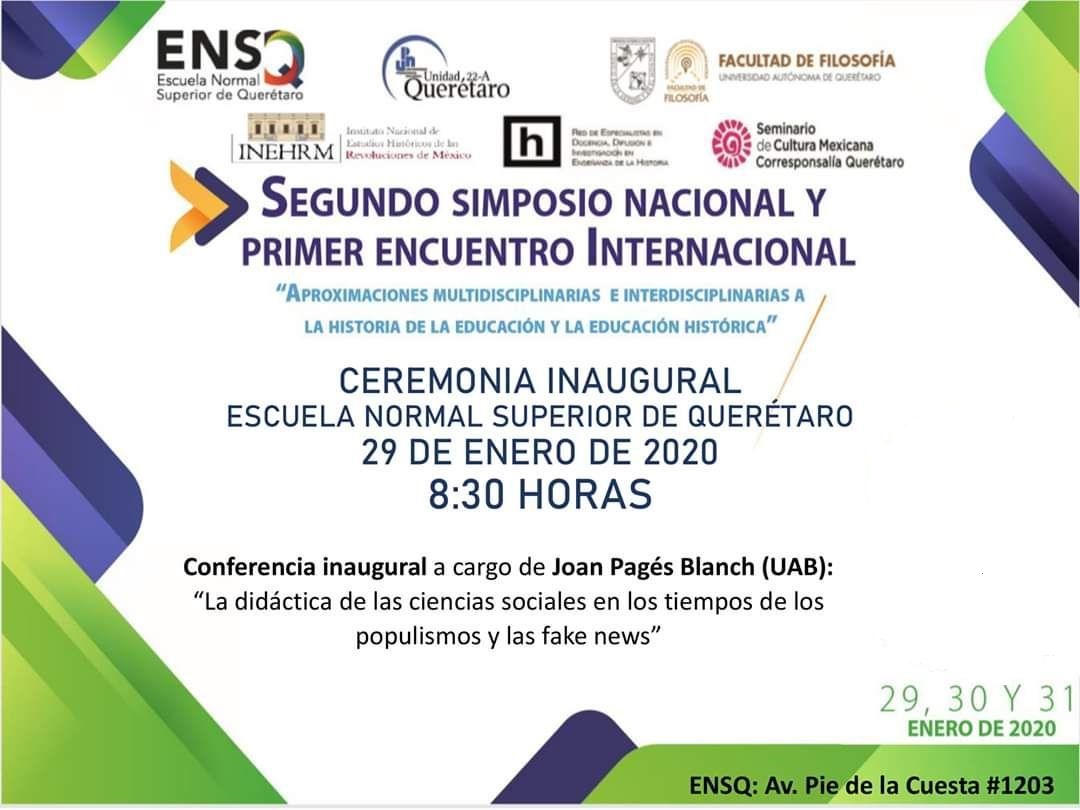 ENSQ
Escuela Normal
Superior de Querétaro
Unidad 22-A
Querétaro
FACULTAD DE
FILOSOFÍA
FACULTAD DE FILOSOFÍA
UNIVERSIDAD AUTÓNOMA DE QUERÉTARO
INEHRM
Instituto Nacional de
Estudios Históricos de las
Revoluciones de México
h
RED DE ESPECIALISTAS EN
DOCENCIA, DIFUSIÓN E
INVESTIGACIÓN EN
ENSEÑANZA DE LA HISTORIA
Seminario
de Cultura Mexicana
Corresponsalía Querétaro
SEGUNDO SIMPOSIO NACIONAL Y
PRIMER ENCUENTRO INTERNACIONAL
“APROXIMACIONES MULTIDISCIPLINARIAS E INTERDISCIPLINARIAS A
LA HISTORIA DE LA EDUCACIÓN Y LA EDUCACIÓN HISTÓRICA”
CEREMONIA INAUGURAL
ESCUELA NORMAL SUPERIOR DE QUERÉTARO
29 DE ENERO DE 2020
8:30 HORAS
Conferencia inaugural a cargo de Joan Pagés Blanch (UAB):
“La didáctica de las ciencias sociales en los tiempos de los
populismos y las fake news”
29, 30 Y 31
ENERO DE 2020
ENSQ: Av. Pie de la Cuesta #1203